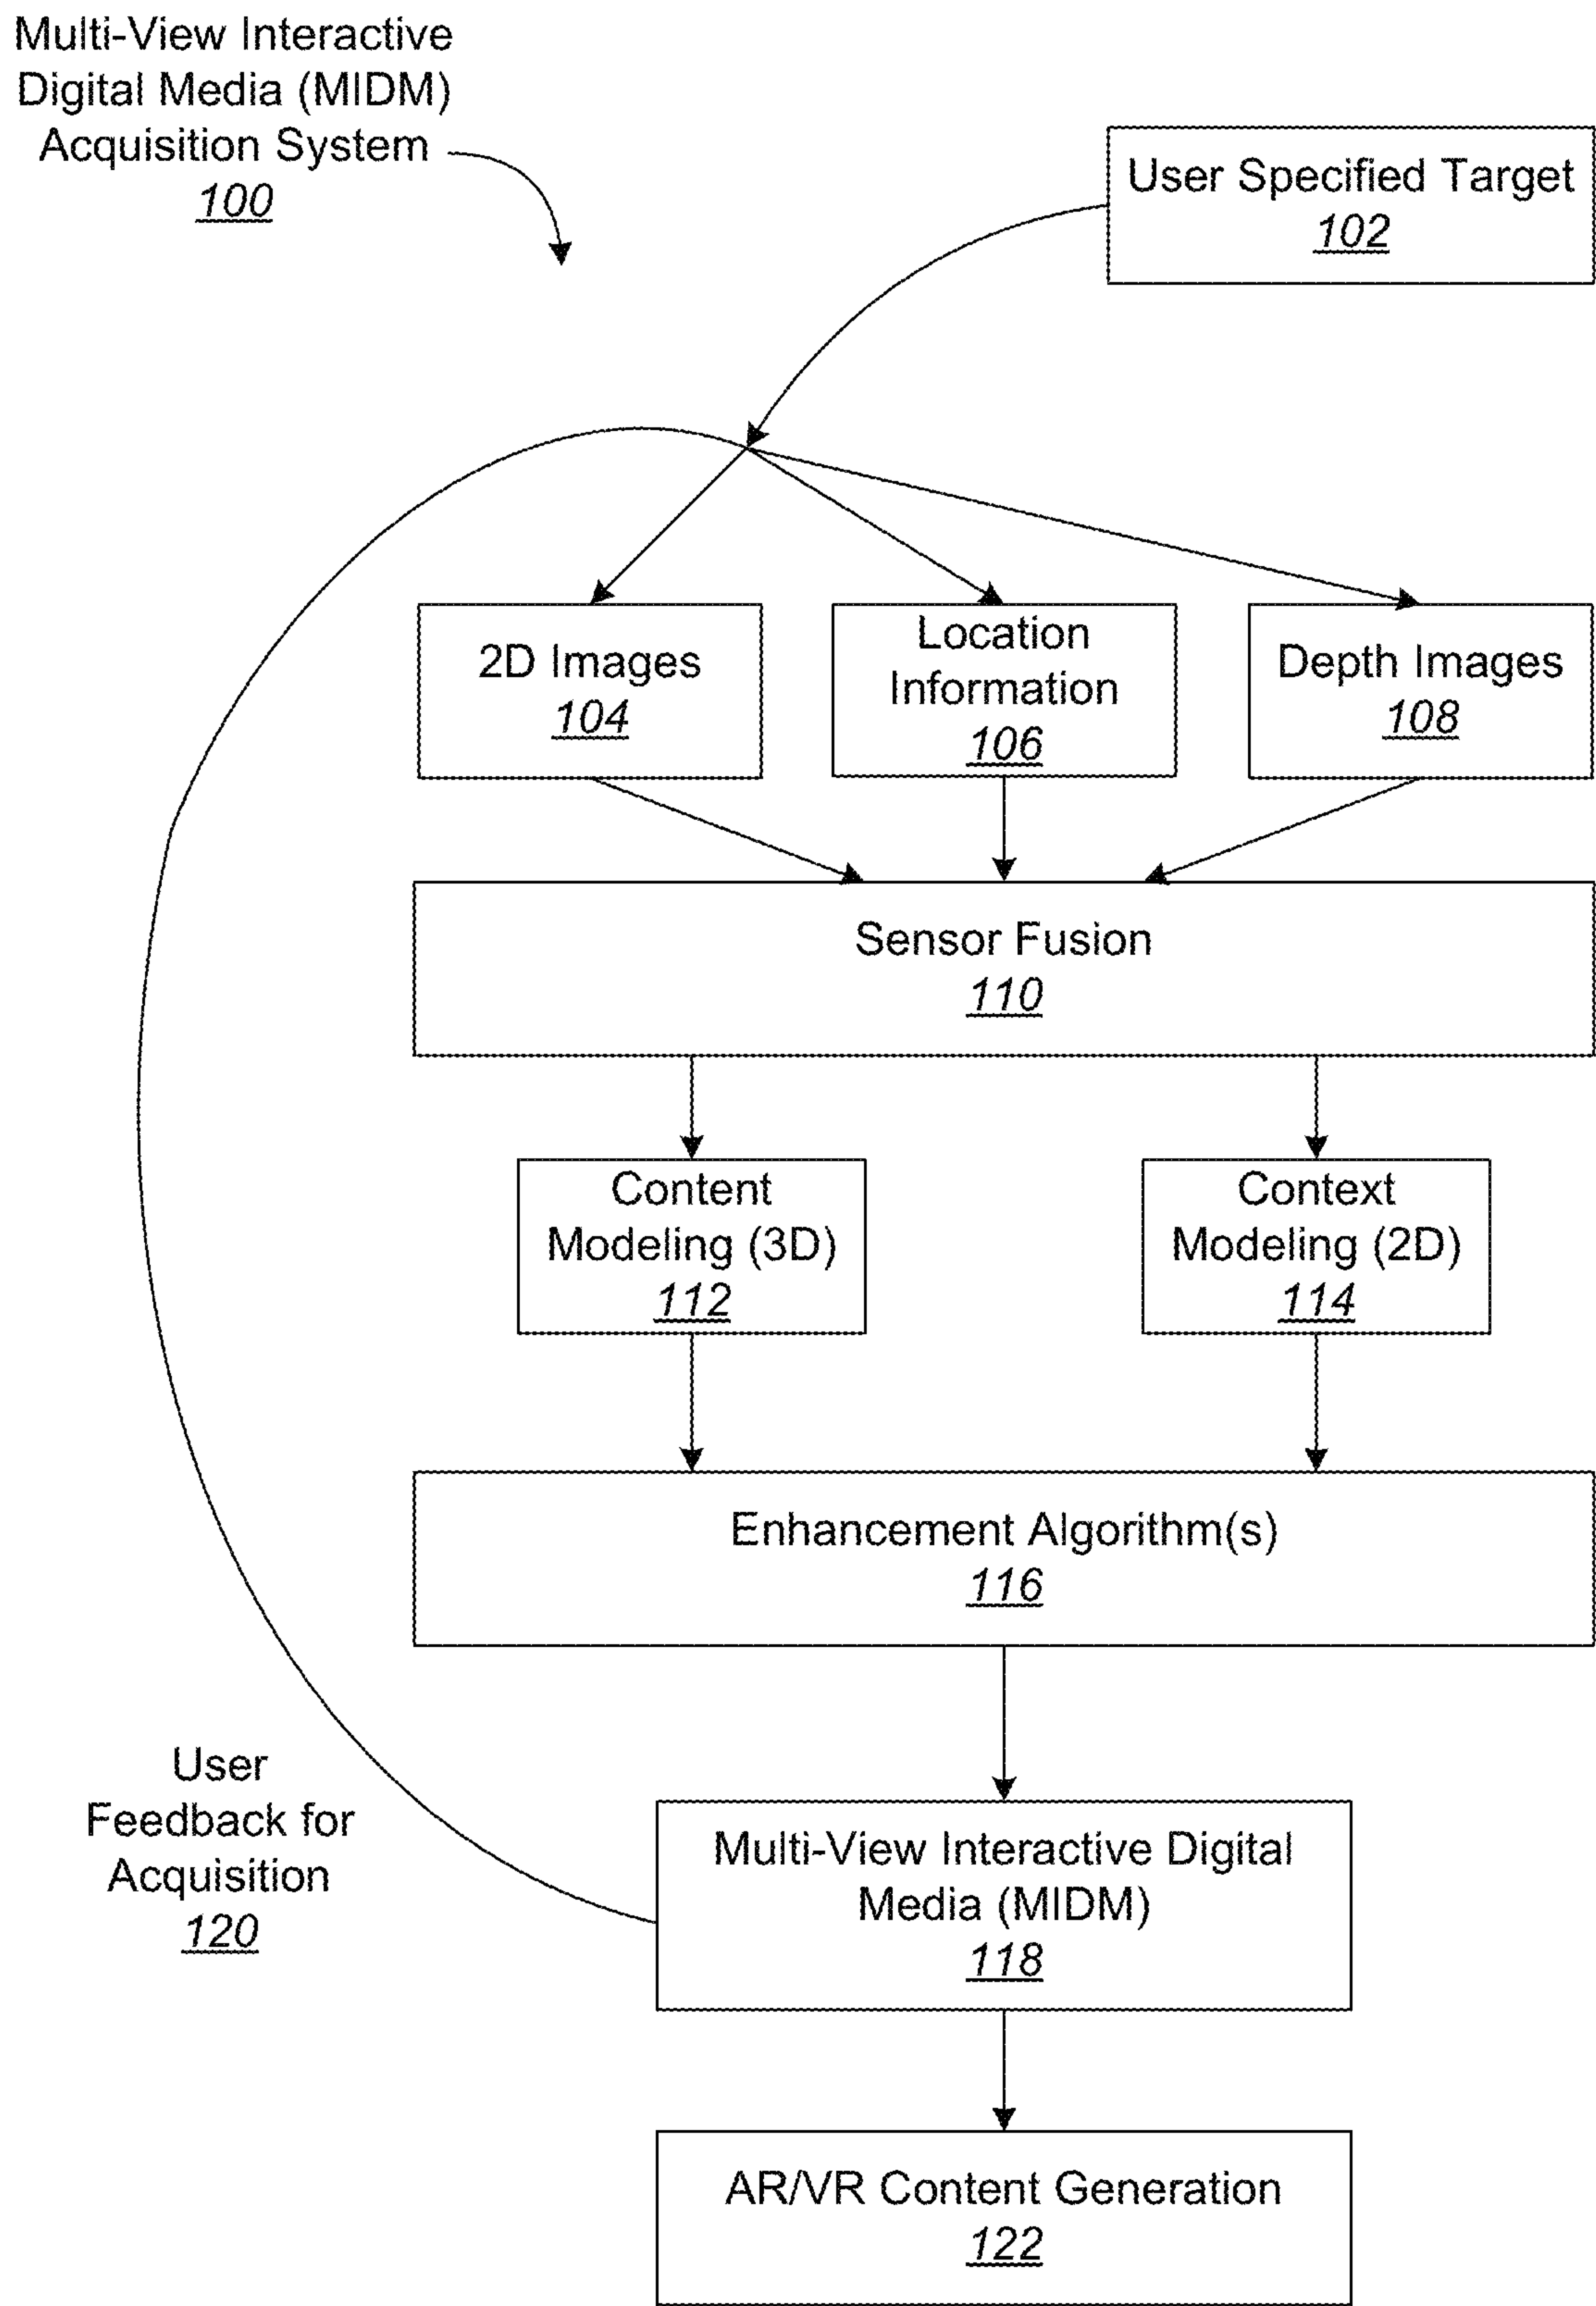 Multi-View Interactive
Digital Media (MIDM)
Acquisition System
100
User Specified Target
102
2D Images
104
Location
Information
106
Depth Images
108
Sensor Fusion
110
Content
Modeling (3D)
112
Context
Modeling (2D)
114
Enhancement Algorithm(s)
116
User
Feedback for
Acquisition
120
Multi-View Interactive Digital
Media (MIDM)
118
AR/VR Content Generation
122